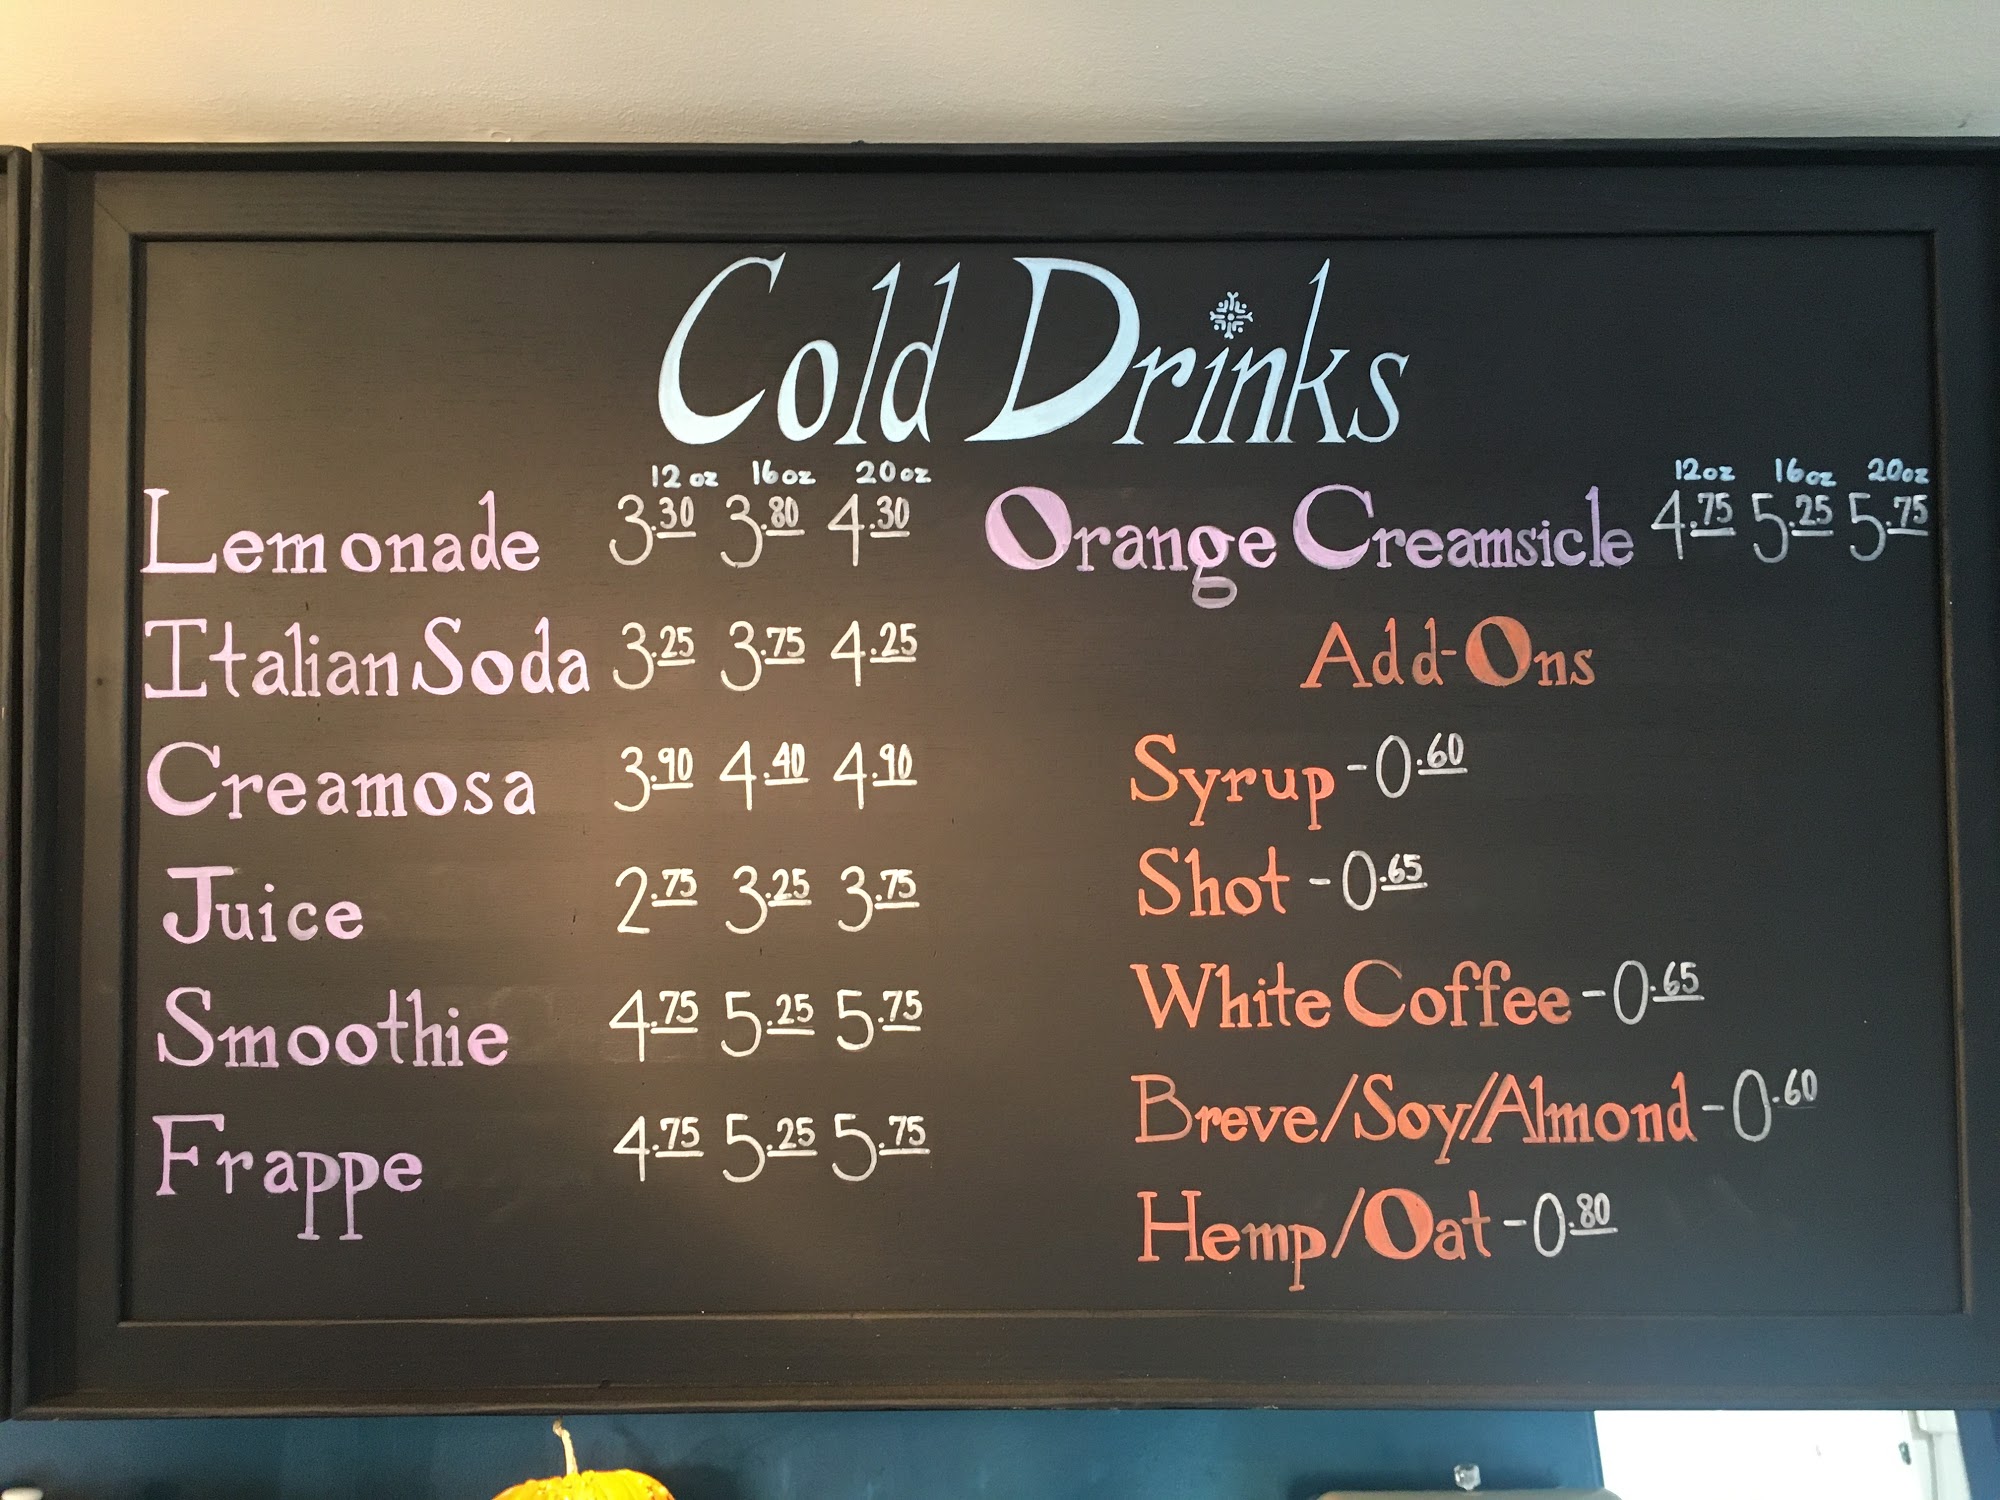 Cold Drinks
12oz 16oz 20oz
Lemonade 3.30 3.80 4.30
Italian Soda 3.25 3.75 4.25
Creamosa 3.90 4.40 4.90
Juice 2.75 3.25 3.75
Smoothie 4.75 5.25 5.75
Frappe 4.75 5.25 5.75
12oz 16oz 20oz
Orange Creamsicle 4.75 5.25 5.75
Add-Ons
Syrup - 0.60
Shot - 0.65
White Coffee - 0.65
Breve/Soy/Almond - 0.60
Hemp/Oat - 0.80